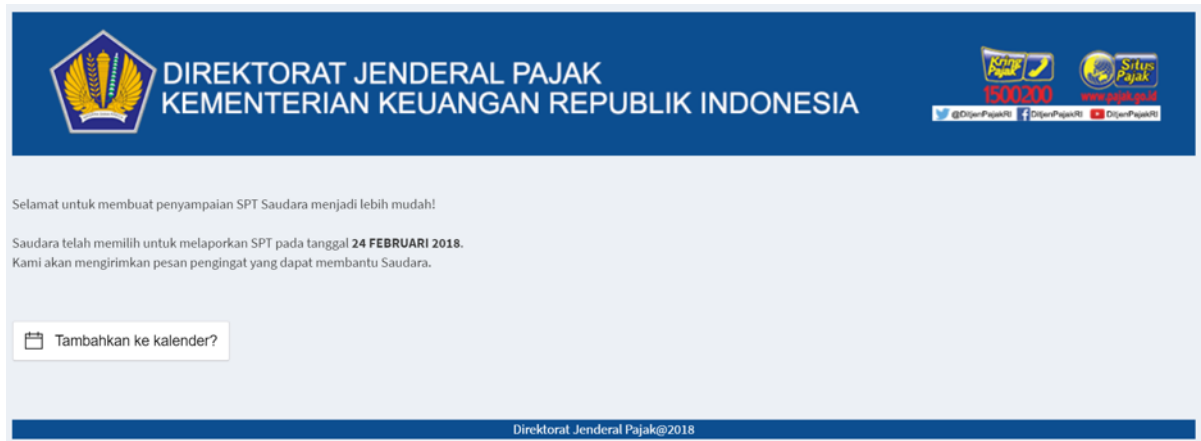 DIREKTORAT JENDERAL PAJAK
KEMENTERIAN KEUANGAN REPUBLIK INDONESIA
Kring
Pajak
1500200
Situs
Pajak
www.pajak.go.id
@DitjenPajakRI DitjenPajakRI DitjenPajakRI
Selamat untuk membuat penyampaian SPT Saudara menjadi lebih mudah!
Saudara telah memilih untuk melaporkan SPT pada tanggal 24 FEBRUARI 2018.
Kami akan mengirimkan pesan pengingat yang dapat membantu Saudara.
Tambahkan ke kalender?
Direktorat Jenderal Pajak@2018